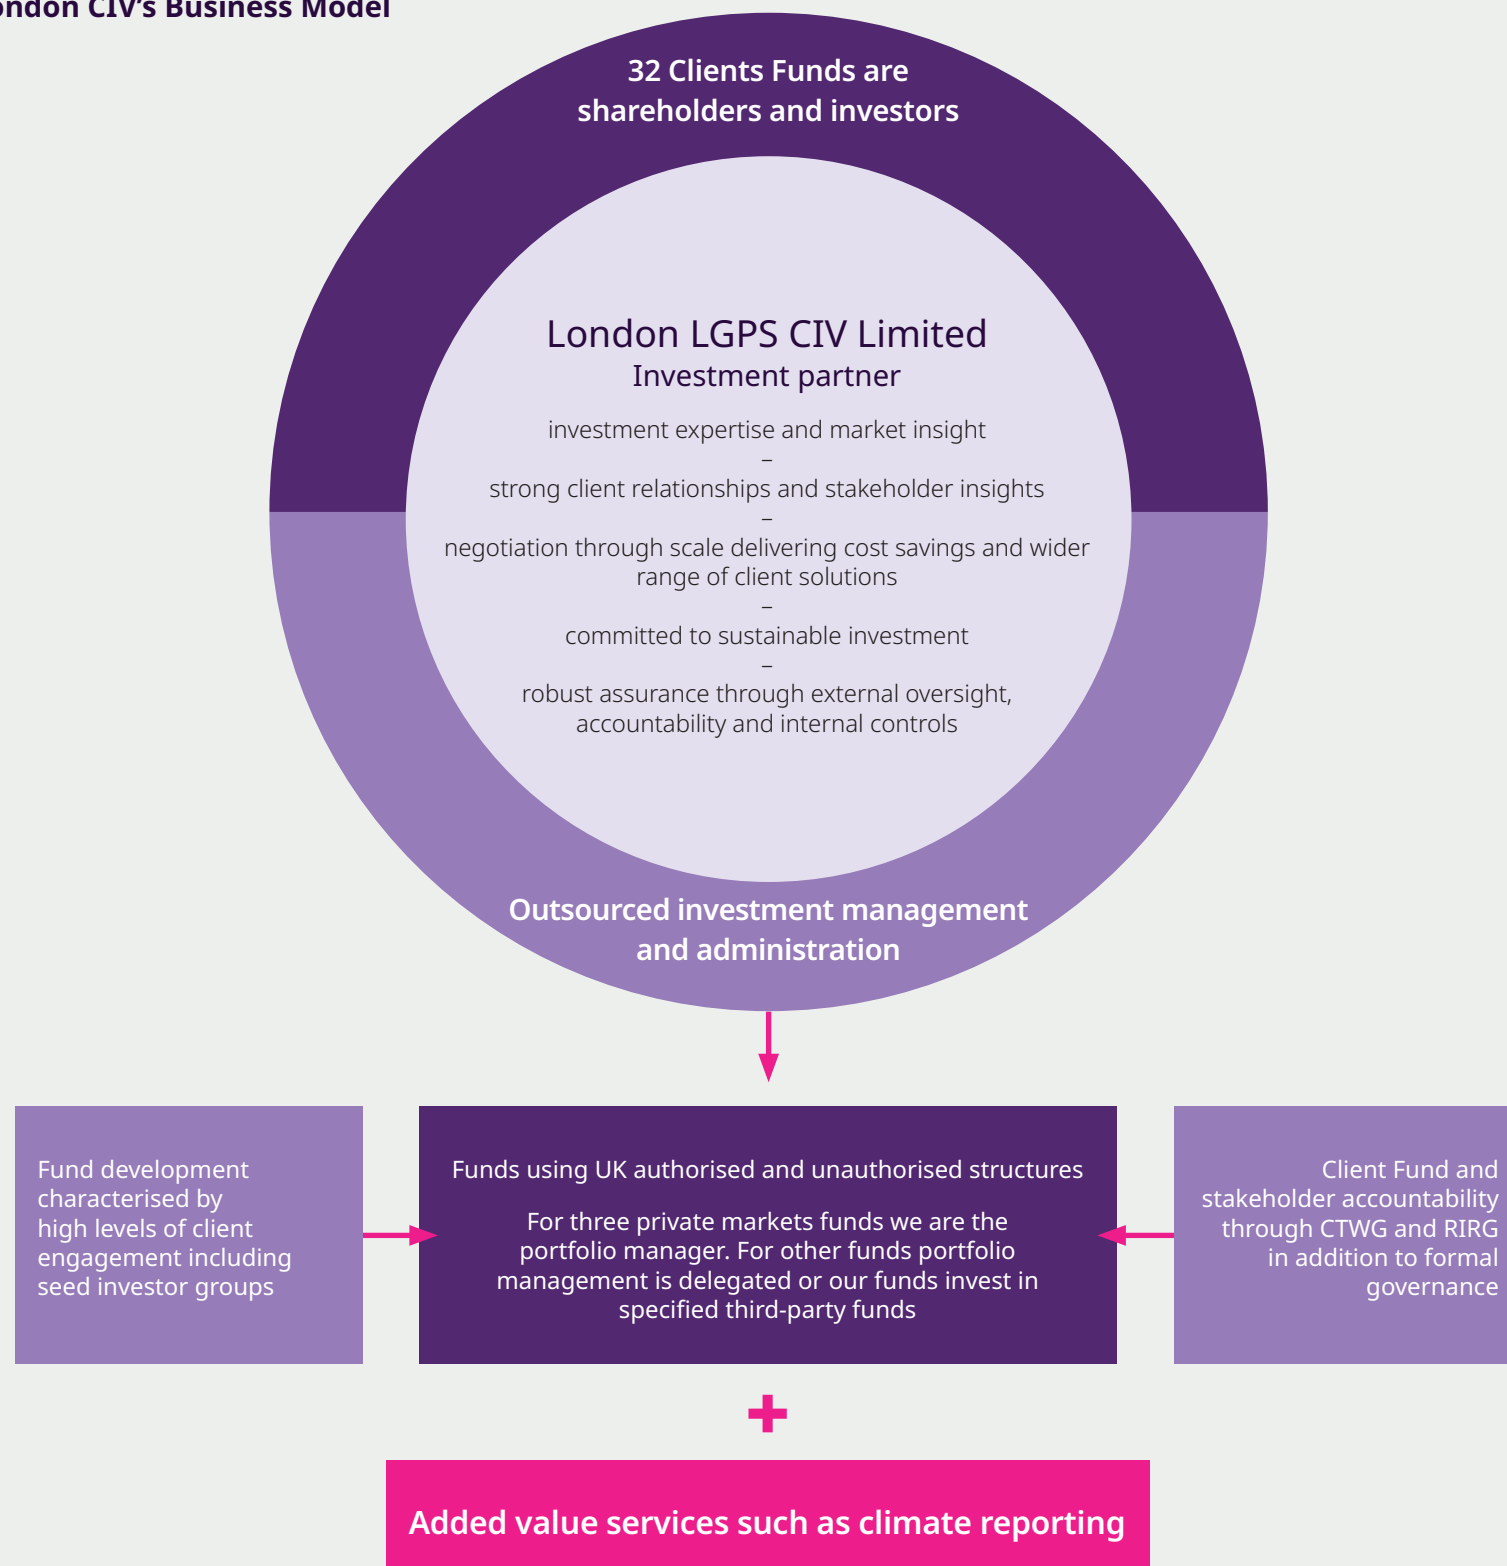 ondon CIV's Business Model
32 Clients Funds are
shareholders and investors
London LGPS CIV Limited
Investment partner
investment expertise and market insight
–
strong client relationships and stakeholder insights
–
negotiation through scale delivering cost savings and wider
range of client solutions
–
committed to sustainable investment
–
robust assurance through external oversight,
accountability and internal controls
Outsourced investment management
and administration
Fund development
characterised by
high levels of client
engagement including
seed investor groups
Funds using UK authorised and unauthorised structures
For three private markets funds we are the
portfolio manager. For other funds portfolio
management is delegated or our funds invest in
specified third-party funds
Client Fund and
stakeholder accountability
through CTWG and RIRG
in addition to formal
governance
Added value services such as climate reporting